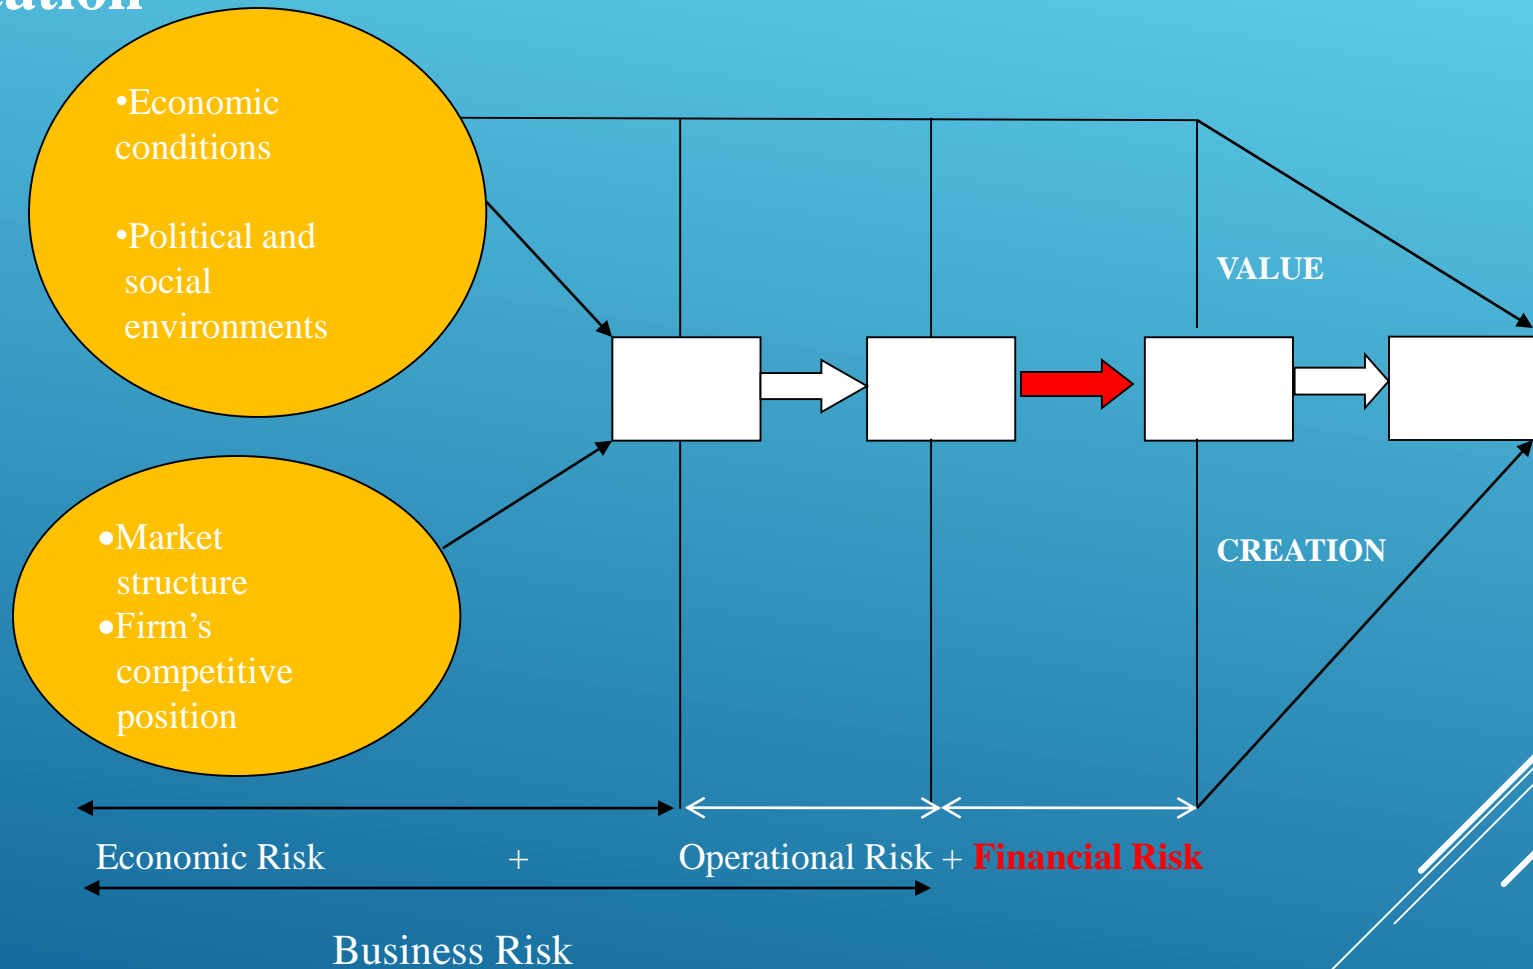 •Economic
conditions
•Political and
social
environments
VALUE
•Market
structure
•Firm’s
competitive
position
CREATION
Economic Risk + Operational Risk + Financial Risk
Business Risk